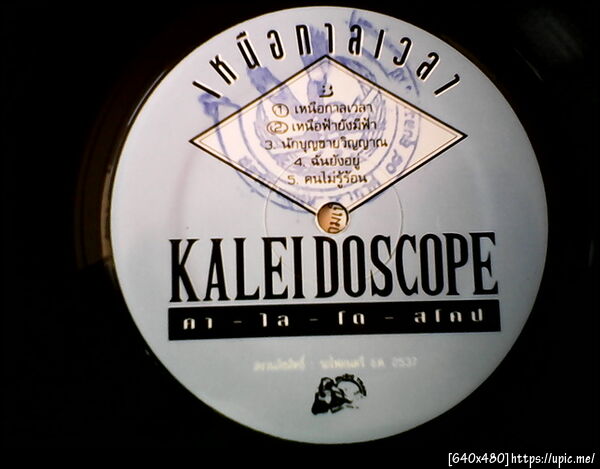 เหนือกาลเวลา
B
1 เหนือกาลเวลา
2 เหนือฟ้ายังมีฟ้า
3. นักบุญซายวิญญาณ
4. ฉันยังอยู่
5. คนไม่รู้ร้อน
KALEIDOSCOPE
คา - ไล - โด - สโคป
2537
[640x480]https://upic.me/